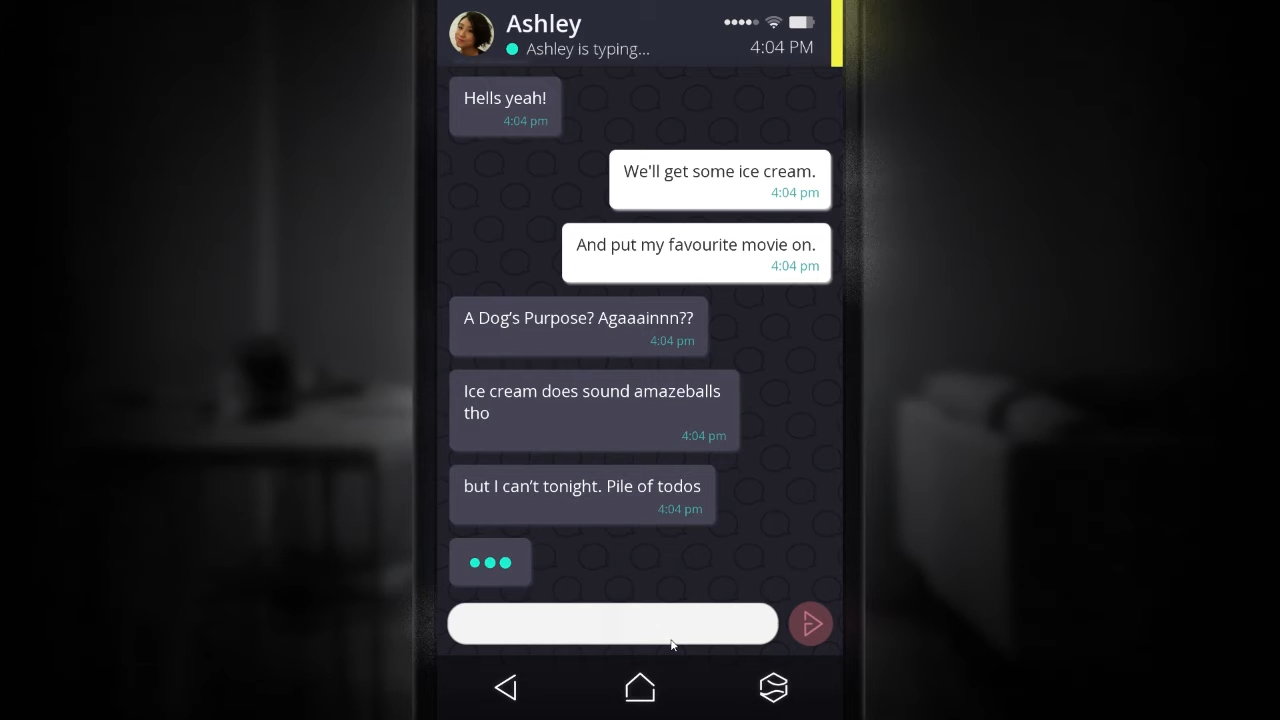 Ashley
Ashley is typing...
4:04 PM
Hells yeah!
4:04 pm
We'll get some ice cream.
4:04 pm
And put my favourite movie on.
4:04 pm
A Dog’s Purpose? Agaaainnn??
4:04 pm
Ice cream does sound amazeballs
tho
4:04 pm
but I can’t tonight. Pile of todos
4:04 pm